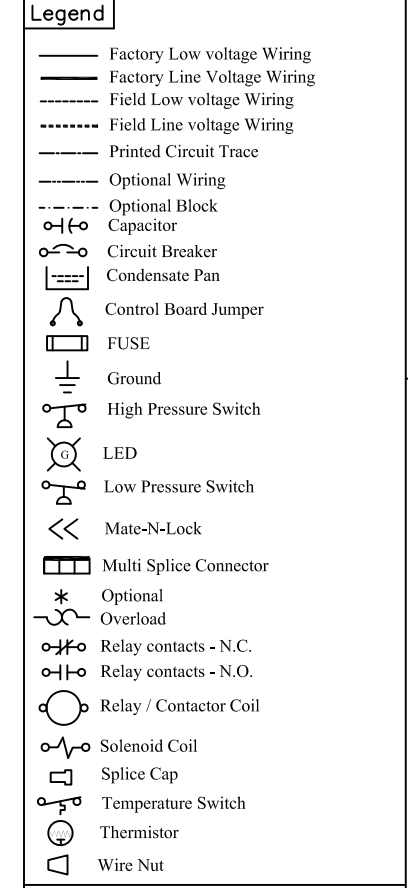 Legend
Factory Low voltage Wiring
Factory Line Voltage Wiring
Field Low voltage Wiring
Field Line voltage Wiring
Printed Circuit Trace
Optional Wiring
Optional Block
Capacitor
Circuit Breaker
Condensate Pan
Control Board Jumper
FUSE
Ground
High Pressure Switch
G LED
Low Pressure Switch
Mate-N-Lock
Multi Splice Connector
* Optional
Overload
Relay contacts - N.C.
Relay contacts - N.O.
Relay / Contactor Coil
Solenoid Coil
Splice Cap
Temperature Switch
Thermistor
Wire Nut